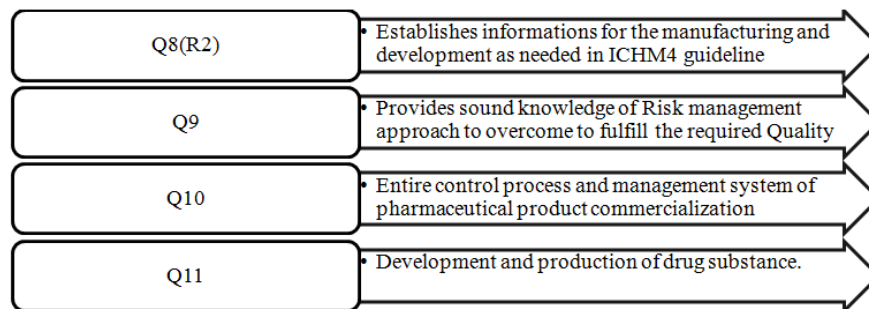 Q8(R2)
• Establishes informations for the manufacturing and
development as needed in ICHM4 guideline
Q9
• Provides sound knowledge of Risk management
approach to overcome to fulfill the required Quality
Q10
• Entire control process and management system of
pharmaceutical product commercialization
Q11
• Development and production of drug substance.